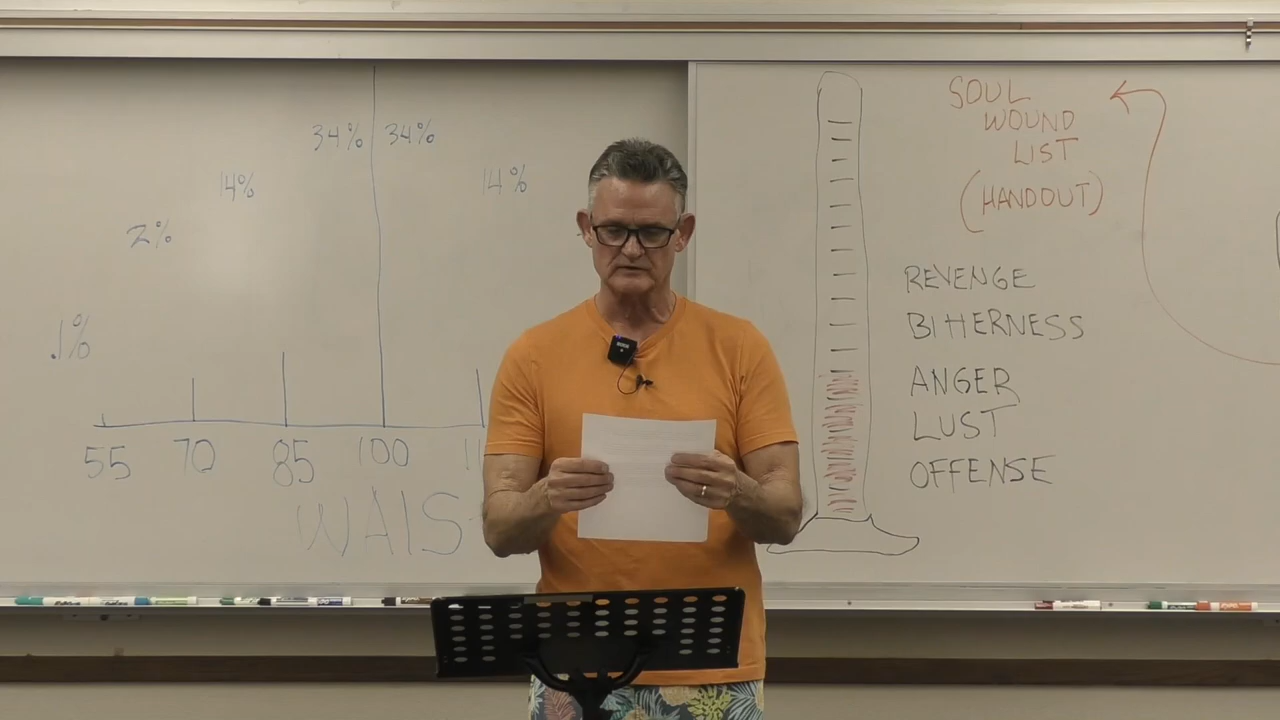 34% 34%
14% 14%
2%
.1%
55 70 85 100 11
WAIS
SOUL
WOUND
LIST
(HANDOUT)
REVENGE
BITTERNESS
ANGER
LUST
OFFENSE